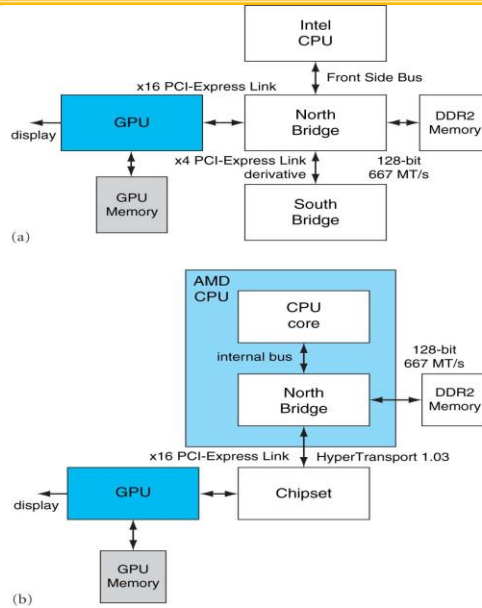 Intel
CPU
Front Side Bus
x16 PCI-Express Link
display
GPU
North
Bridge
DDR2
Memory
x4 PCI-Express Link
derivative
128-bit
667 MT/s
GPU
Memory
South
Bridge
(a)
AMD
CPU
CPU
core
internal bus
128-bit
667 MT/s
North
Bridge
DDR2
Memory
x16 PCI-Express Link
HyperTransport 1.03
display
GPU
Chipset
GPU
Memory
(b)